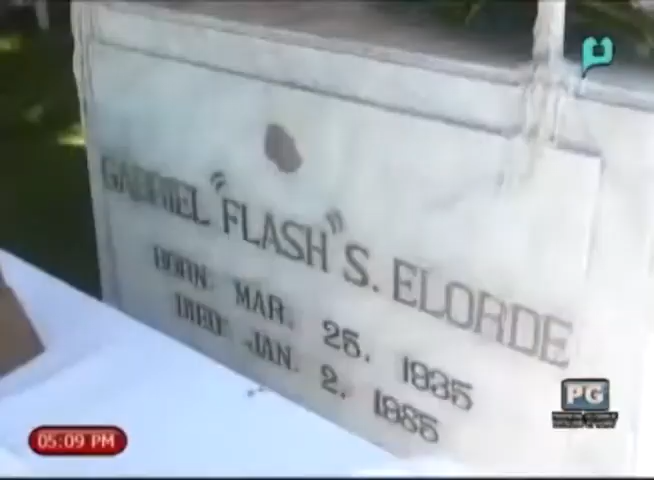 GABRIEL "FLASH" S. ELORDE
BORN MAR. 25. 1935
DIED JAN. 2. 1985
PG
05:09 PM